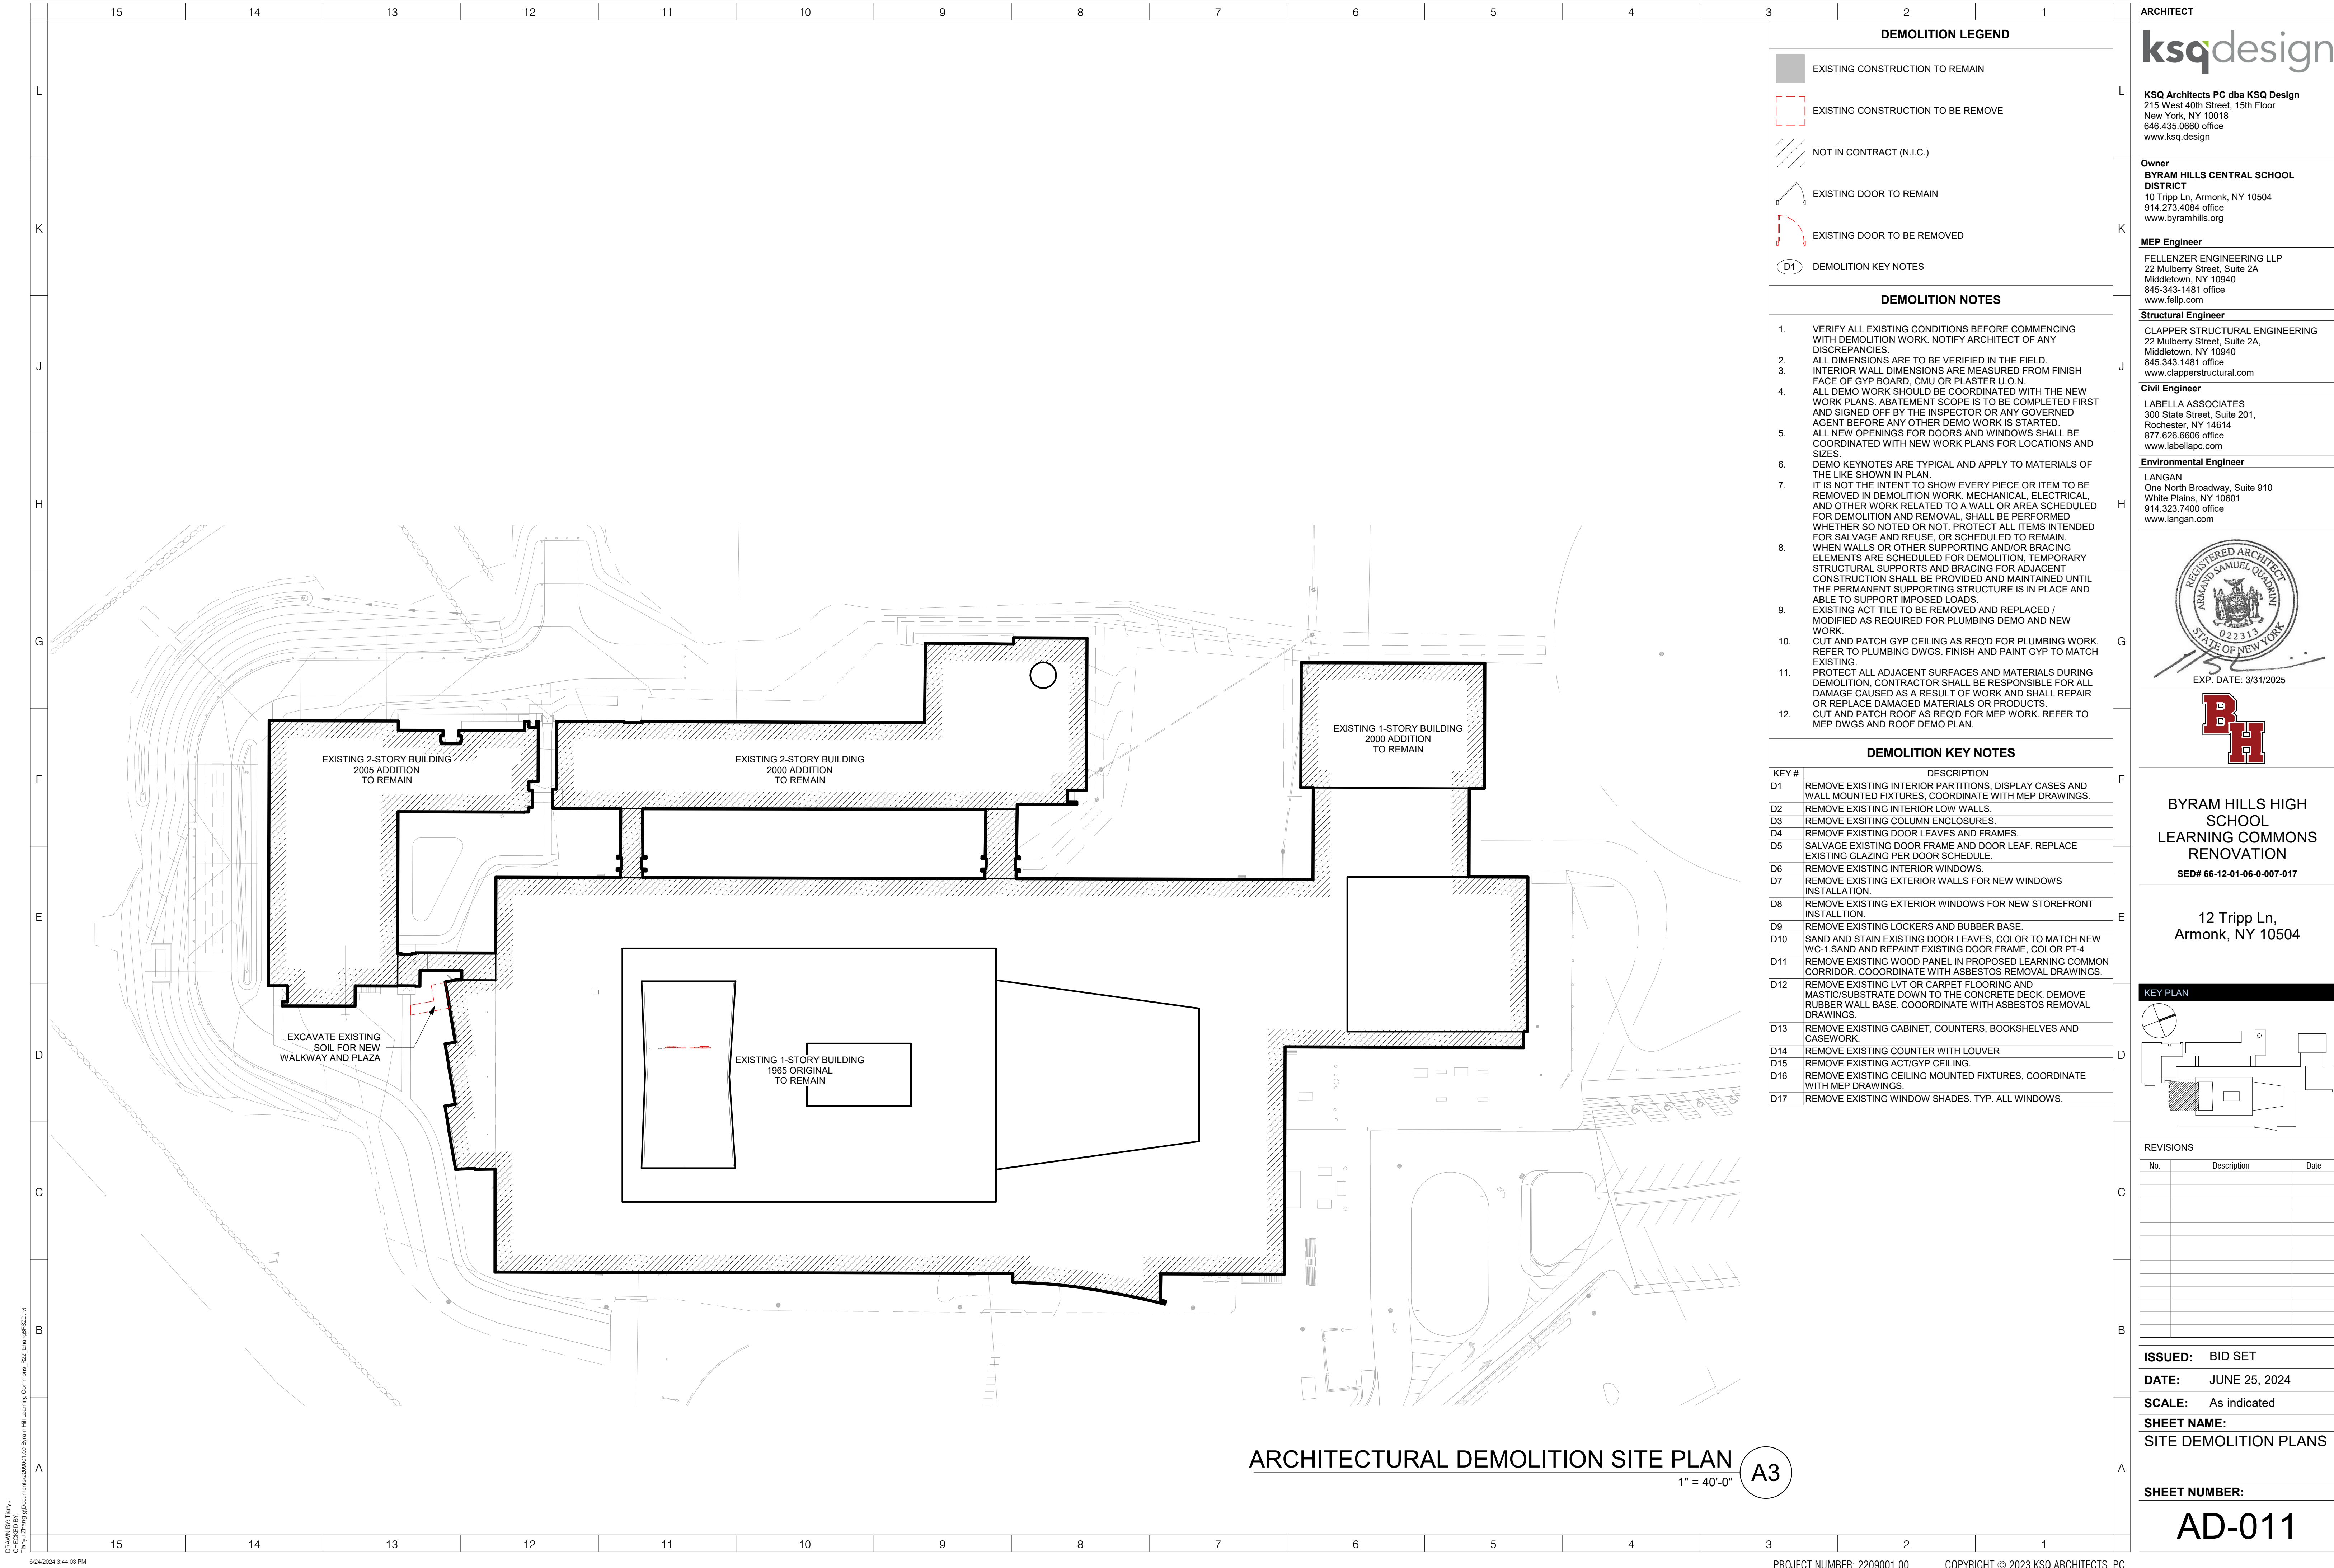 15 14 13 12 11 10 9 8 7 6 5 4 3 2 1
L
K
J
H
G
F
E
D
C
B
A
EXISTING 2-STORY BUILDING
2005 ADDITION
TO REMAIN
EXISTING 2-STORY BUILDING
2000 ADDITION
TO REMAIN
EXISTING 1-STORY BUILDING
2000 ADDITION
TO REMAIN
EXCAVATE EXISTING
SOIL FOR NEW
WALKWAY AND PLAZA
EXISTING 1-STORY BUILDING
1965 ORIGINAL
TO REMAIN
ARCHITECTURAL DEMOLITION SITE PLAN
1" = 40'-0"
A3
DEMOLITION LEGEND
EXISTING CONSTRUCTION TO REMAIN
EXISTING CONSTRUCTION TO BE REMOVE
NOT IN CONTRACT (N.I.C.)
EXISTING DOOR TO REMAIN
EXISTING DOOR TO BE REMOVED
D1 DEMOLITION KEY NOTES
DEMOLITION NOTES
1. VERIFY ALL EXISTING CONDITIONS BEFORE COMMENCING
WITH DEMOLITION WORK. NOTIFY ARCHITECT OF ANY
DISCREPANCIES.
2. ALL DIMENSIONS ARE TO BE VERIFIED IN THE FIELD.
3. INTERIOR WALL DIMENSIONS ARE MEASURED FROM FINISH
FACE OF GYP BOARD, CMU OR PLASTER U.O.N.
4. ALL DEMO WORK SHOULD BE COORDINATED WITH THE NEW
WORK PLANS. ABATEMENT SCOPE IS TO BE COMPLETED FIRST
AND SIGNED OFF BY THE INSPECTOR OR ANY GOVERNED
AGENT BEFORE ANY OTHER DEMO WORK IS STARTED.
5. ALL NEW OPENINGS FOR DOORS AND WINDOWS SHALL BE
COORDINATED WITH NEW WORK PLANS FOR LOCATIONS AND
SIZES.
6. DEMO KEYNOTES ARE TYPICAL AND APPLY TO MATERIALS OF
THE LIKE SHOWN IN PLAN.
7. IT IS NOT THE INTENT TO SHOW EVERY PIECE OR ITEM TO BE
REMOVED IN DEMOLITION WORK. MECHANICAL, ELECTRICAL,
AND OTHER WORK RELATED TO A WALL OR AREA SCHEDULED
FOR DEMOLITION AND REMOVAL, SHALL BE PERFORMED
WHETHER SO NOTED OR NOT. PROTECT ALL ITEMS INTENDED
FOR SALVAGE AND REUSE, OR SCHEDULED TO REMAIN.
8. WHEN WALLS OR OTHER SUPPORTING AND/OR BRACING
ELEMENTS ARE SCHEDULED FOR DEMOLITION, TEMPORARY
STRUCTURAL SUPPORTS AND BRACING FOR ADJACENT
CONSTRUCTION SHALL BE PROVIDED AND MAINTAINED UNTIL
THE PERMANENT SUPPORTING STRUCTURE IS IN PLACE AND
ABLE TO SUPPORT IMPOSED LOADS.
9. EXISTING ACT TILE TO BE REMOVED AND REPLACED /
MODIFIED AS REQUIRED FOR PLUMBING DEMO AND NEW
WORK.
10. CUT AND PATCH GYP CEILING AS REQ'D FOR PLUMBING WORK.
REFER TO PLUMBING DWGS. FINISH AND PAINT GYP TO MATCH
EXISTING.
11. PROTECT ALL ADJACENT SURFACES AND MATERIALS DURING
DEMOLITION, CONTRACTOR SHALL BE RESPONSIBLE FOR ALL
DAMAGE CAUSED AS A RESULT OF WORK AND SHALL REPAIR
OR REPLACE DAMAGED MATERIALS OR PRODUCTS.
12. CUT AND PATCH ROOF AS REQ'D FOR MEP WORK. REFER TO
MEP DWGS AND ROOF DEMO PLAN.
DEMOLITION KEY NOTES
KEY # DESCRIPTION
D1 REMOVE EXISTING INTERIOR PARTITIONS, DISPLAY CASES AND
WALL MOUNTED FIXTURES, COORDINATE WITH MEP DRAWINGS.
D2 REMOVE EXISTING INTERIOR LOW WALLS.
D3 REMOVE EXSITING COLUMN ENCLOSURES.
D4 REMOVE EXISTING DOOR LEAVES AND FRAMES.
D5 SALVAGE EXISTING DOOR FRAME AND DOOR LEAF. REPLACE
EXISTING GLAZING PER DOOR SCHEDULE.
D6 REMOVE EXISTING INTERIOR WINDOWS.
D7 REMOVE EXISTING EXTERIOR WALLS FOR NEW WINDOWS
INSTALLATION.
D8 REMOVE EXISTING EXTERIOR WINDOWS FOR NEW STOREFRONT
INSTALLTION.
D9 REMOVE EXISTING LOCKERS AND BUBBER BASE.
D10 SAND AND STAIN EXISTING DOOR LEAVES, COLOR TO MATCH NEW
WC-1.SAND AND REPAINT EXISTING DOOR FRAME, COLOR PT-4
D11 REMOVE EXISTING WOOD PANEL IN PROPOSED LEARNING COMMON
CORRIDOR. COOORDINATE WITH ASBESTOS REMOVAL DRAWINGS.
D12 REMOVE EXISTING LVT OR CARPET FLOORING AND
MASTIC/SUBSTRATE DOWN TO THE CONCRETE DECK. DEMOVE
RUBBER WALL BASE. COOORDINATE WITH ASBESTOS REMOVAL
DRAWINGS.
D13 REMOVE EXISTING CABINET, COUNTERS, BOOKSHELVES AND
CASEWORK.
D14 REMOVE EXISTING COUNTER WITH LOUVER
D15 REMOVE EXISTING ACT/GYP CEILING.
D16 REMOVE EXISTING CEILING MOUNTED FIXTURES, COORDINATE
WITH MEP DRAWINGS.
D17 REMOVE EXISTING WINDOW SHADES. TYP. ALL WINDOWS.
ARCHITECT
ksqdesign
KSQ Architects PC dba KSQ Design
215 West 40th Street, 15th Floor
New York, NY 10018
646.435.0660 office
www.ksq.design
Owner
BYRAM HILLS CENTRAL SCHOOL
DISTRICT
10 Tripp Ln, Armonk, NY 10504
914.273.4084 office
www.byramhills.org
MEP Engineer
FELLENZER ENGINEERING LLP
22 Mulberry Street, Suite 2A
Middletown, NY 10940
845-343-1481 office
www.fellp.com
Structural Engineer
CLAPPER STRUCTURAL ENGINEERING
22 Mulberry Street, Suite 2A,
Middletown, NY 10940
845.343.1481 office
www.clapperstructural.com
Civil Engineer
LABELLA ASSOCIATES
300 State Street, Suite 201,
Rochester, NY 14614
877.626.6606 office
www.labellapc.com
Environmental Engineer
LANGAN
One North Broadway, Suite 910
White Plains, NY 10601
914.323.7400 office
www.langan.com
REGISTERED ARCHITECT
ARMAND SAMUEL QUADRINI
022313
STATE OF NEW YORK
EXP. DATE: 3/31/2025
BH
BYRAM HILLS HIGH
SCHOOL
LEARNING COMMONS
RENOVATION
SED# 66-12-01-06-0-007-017
12 Tripp Ln,
Armonk, NY 10504
KEY PLAN
REVISIONS
No. Description Date
ISSUED: BID SET
DATE: JUNE 25, 2024
SCALE: As indicated
SHEET NAME:
SITE DEMOLITION PLANS
SHEET NUMBER:
AD-011
L
K
J
H
G
F
E
D
C
B
A
15 14 13 12 11 10 9 8 7 6 5 4 3 2 1
DRAWN BY: Tianyu
CHECKED BY:
6/24/2024 3:44:03 PM
PROJECT NUMBER: 2209001.00 COPYRIGHT © 2023 KSQ ARCHITECTS, PC